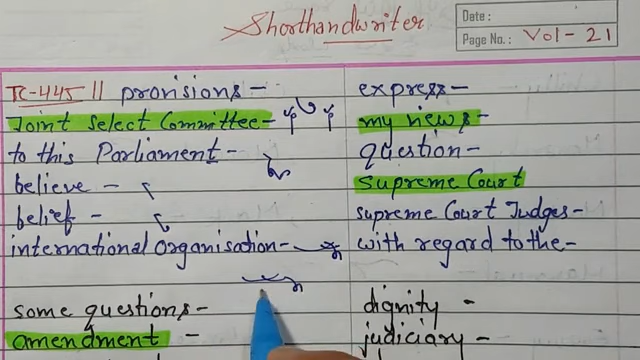 Shorthandwriter
Date :
Page No. : Vol - 21
TC-445 || provisions -
Joint Select Committee -
to this Parliament -
believe -
belief -
international Organisation -
some questions -
amendment -
express -
my views -
question -
Supreme Court
supreme Court Judges -
with regard to the -
dignity -
judiciary -